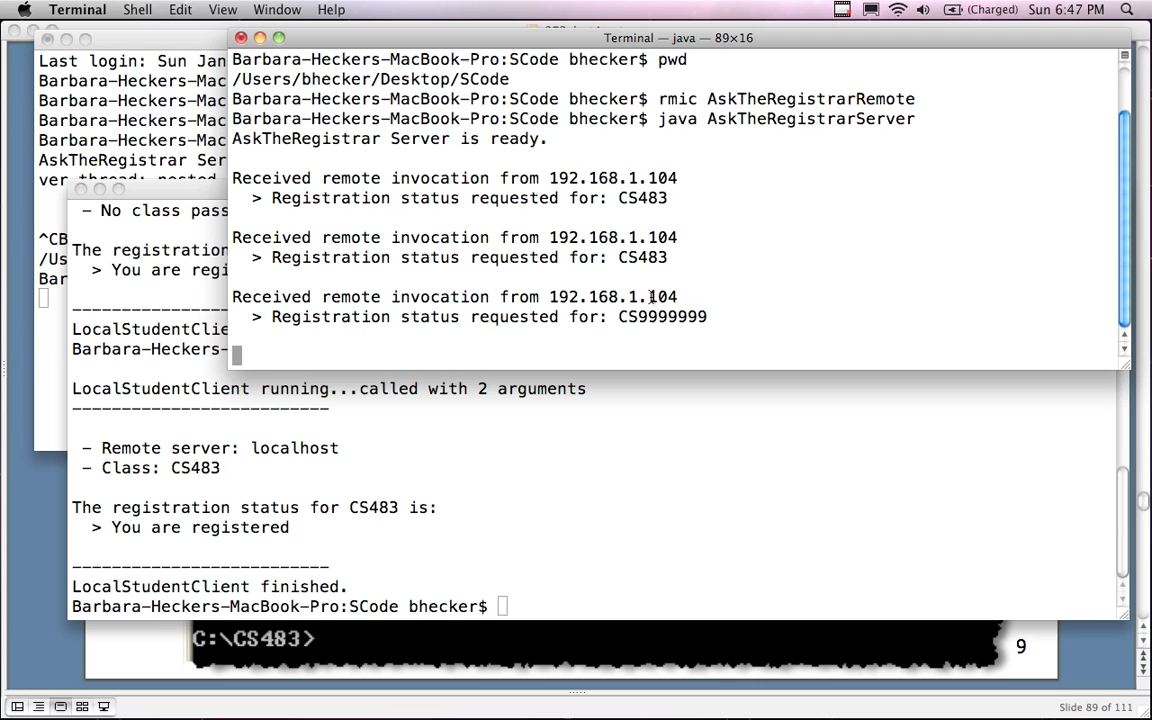 Terminal Shell Edit View Window Help (Charged) Sun 6:47 PM
Terminal — java — 89×16
Last login: Sun Jan
Barbara-Heckers-Mac
Barbara-Heckers-Mac
Barbara-Heckers-Mac
Barbara-Heckers-Mac
AskTheRegistrar Ser
ver thread: nested
^CB
/Us
Bar
Barbara-Heckers-MacBook-Pro:SCode bhecker$ pwd
/Users/bhecker/Desktop/SCode
Barbara-Heckers-MacBook-Pro:SCode bhecker$ rmic AskTheRegistrarRemote
Barbara-Heckers-MacBook-Pro:SCode bhecker$ java AskTheRegistrarServer
AskTheRegistrar Server is ready.
Received remote invocation from 192.168.1.104
> Registration status requested for: CS483
Received remote invocation from 192.168.1.104
> Registration status requested for: CS483
Received remote invocation from 192.168.1.104
> Registration status requested for: CS9999999
- No class pass
The registration
> You are regi
--------------------------
LocalStudentClie
Barbara-Heckers-
LocalStudentClient running...called with 2 arguments
--------------------------
- Remote server: localhost
- Class: CS483
The registration status for CS483 is:
> You are registered
--------------------------
LocalStudentClient finished.
Barbara-Heckers-MacBook-Pro:SCode bhecker$
C:\CS483>
9
Slide 89 of 111